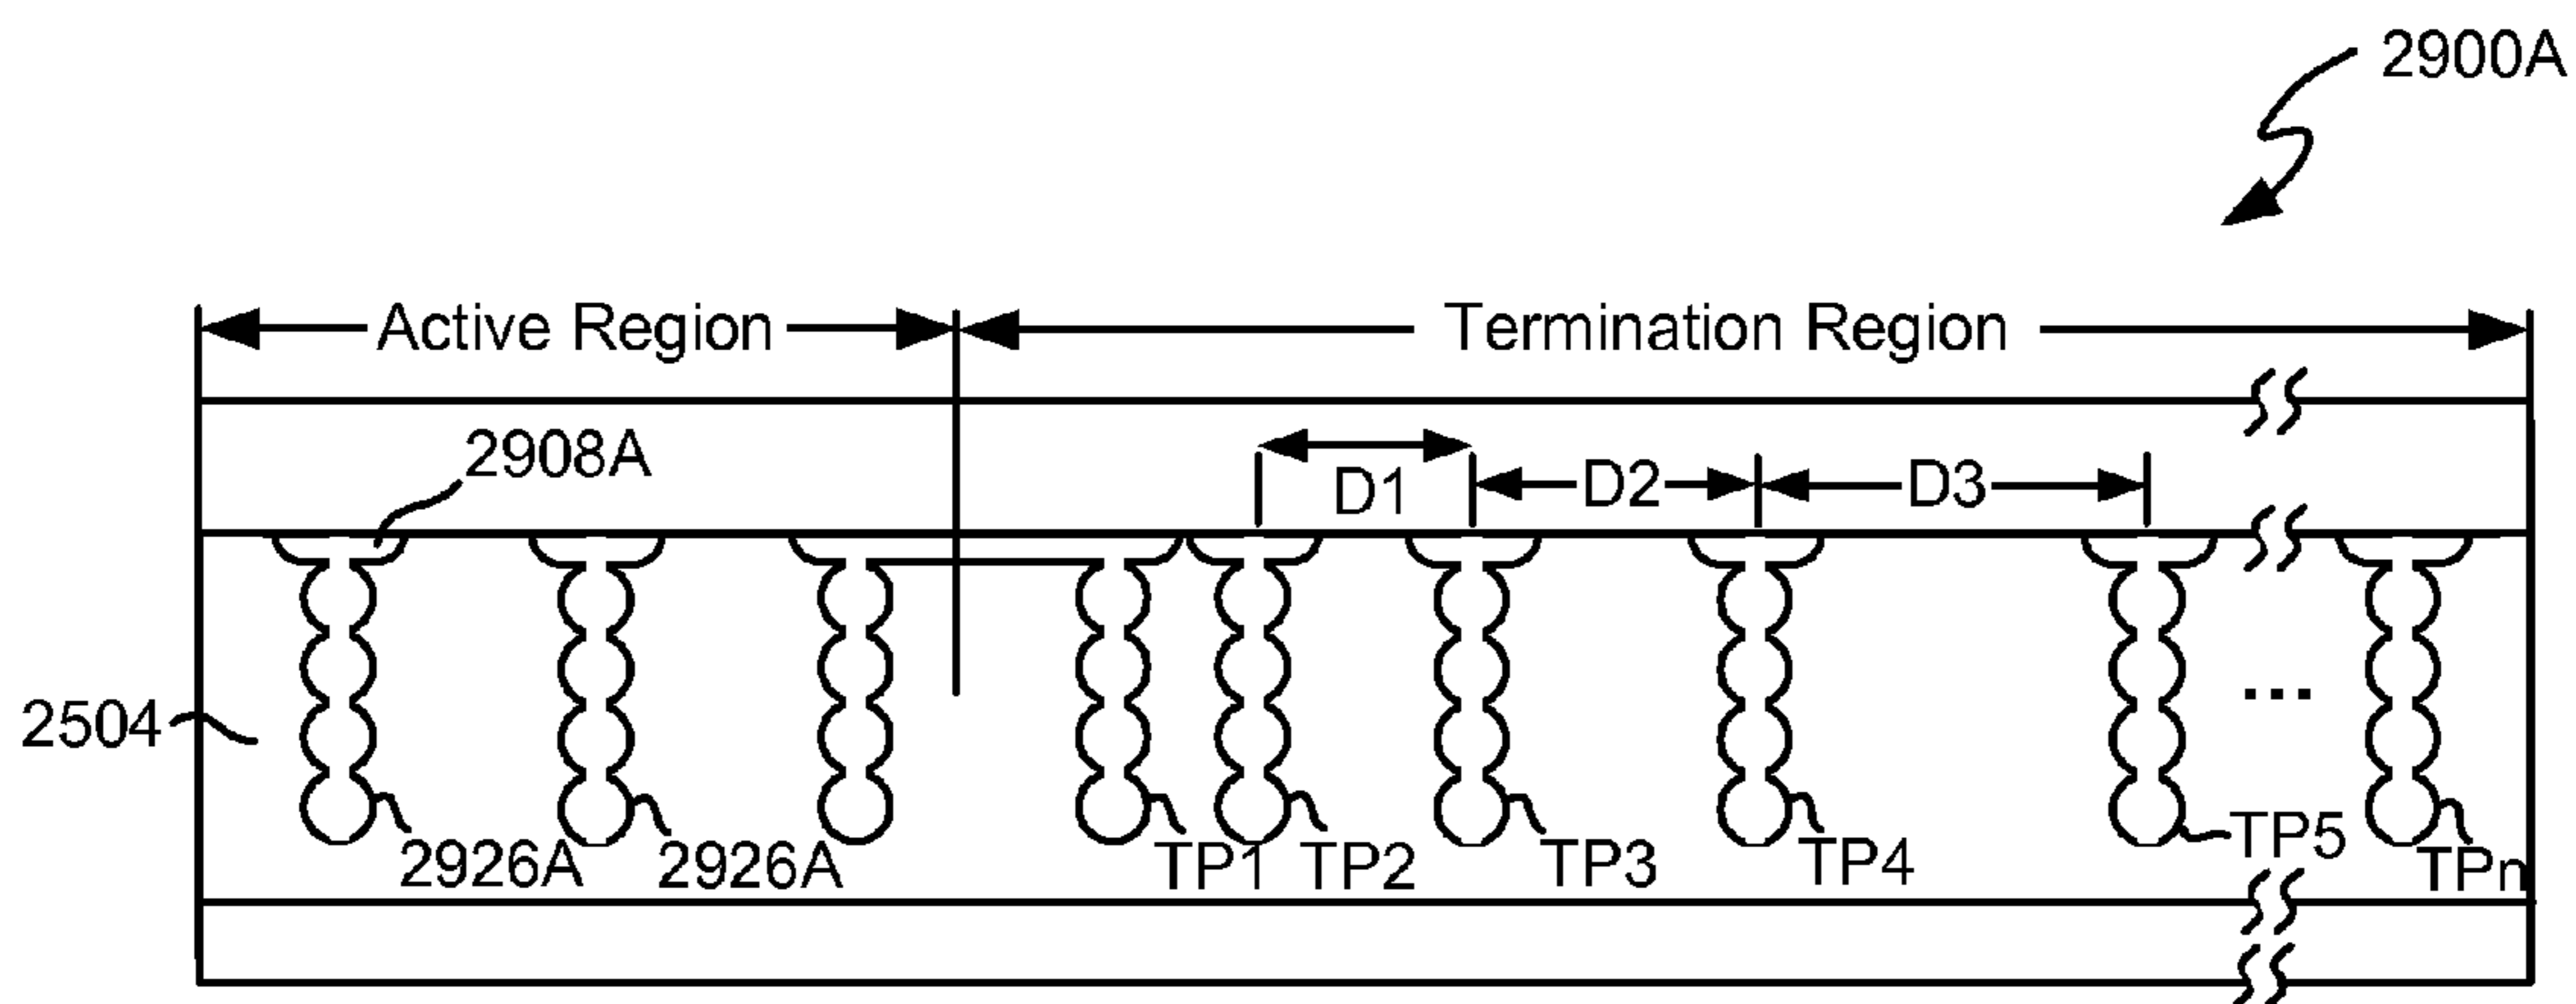 2900A
Active Region
Termination Region
2908A
D1
D2
D3
2504
...
2926A
2926A
TP1
TP2
TP3
TP4
TP5
TPn